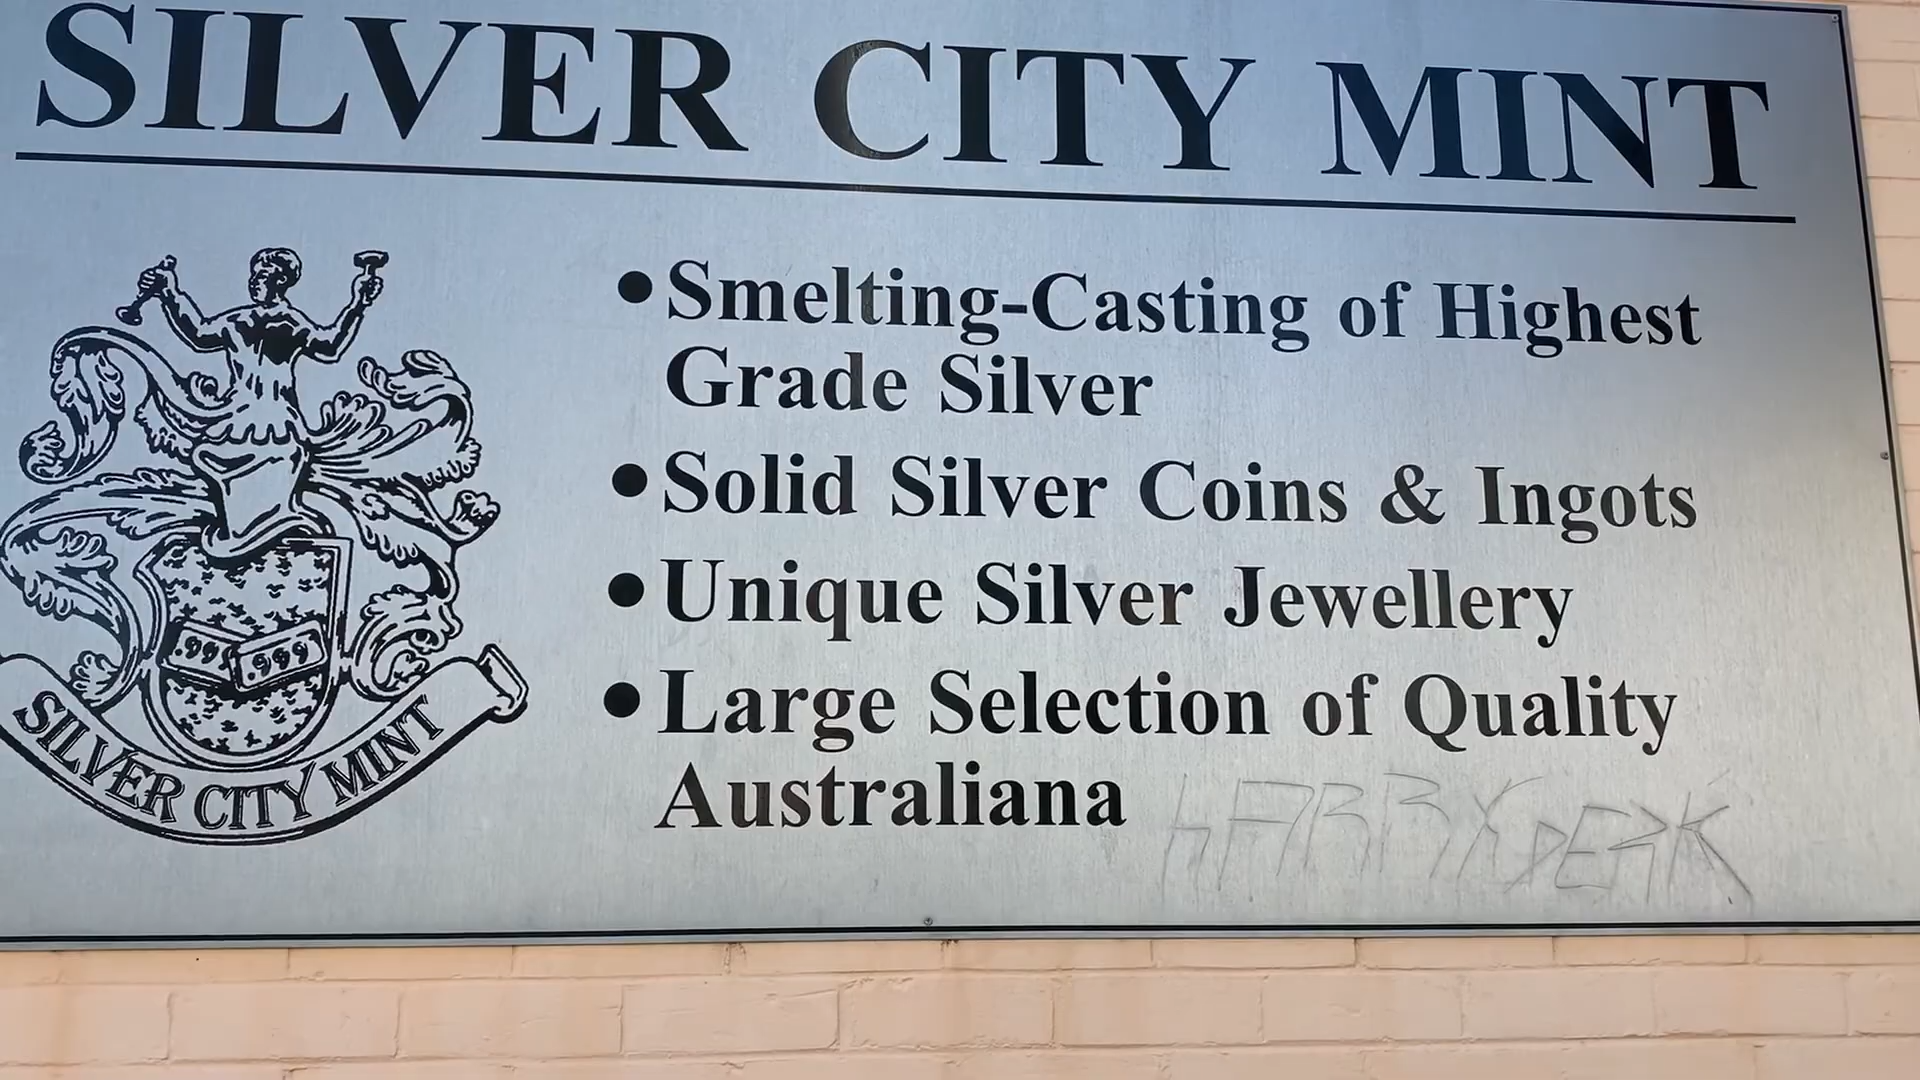 SILVER CITY MINT
• Smelting-Casting of Highest
Grade Silver
• Solid Silver Coins & Ingots
• Unique Silver Jewellery
• Large Selection of Quality
Australiana
.999
.999
SILVER CITY MINT